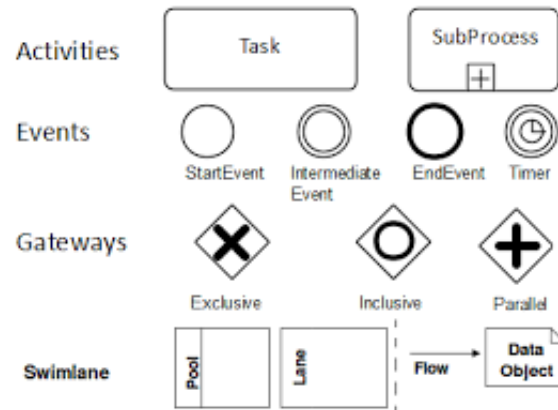 Activities
Task
SubProcess
Events
StartEvent
Intermediate
Event
EndEvent
Timer
Gateways
Exclusive
Inclusive
Parallel
Swimlane
Pool
Lane
Flow
Data
Object